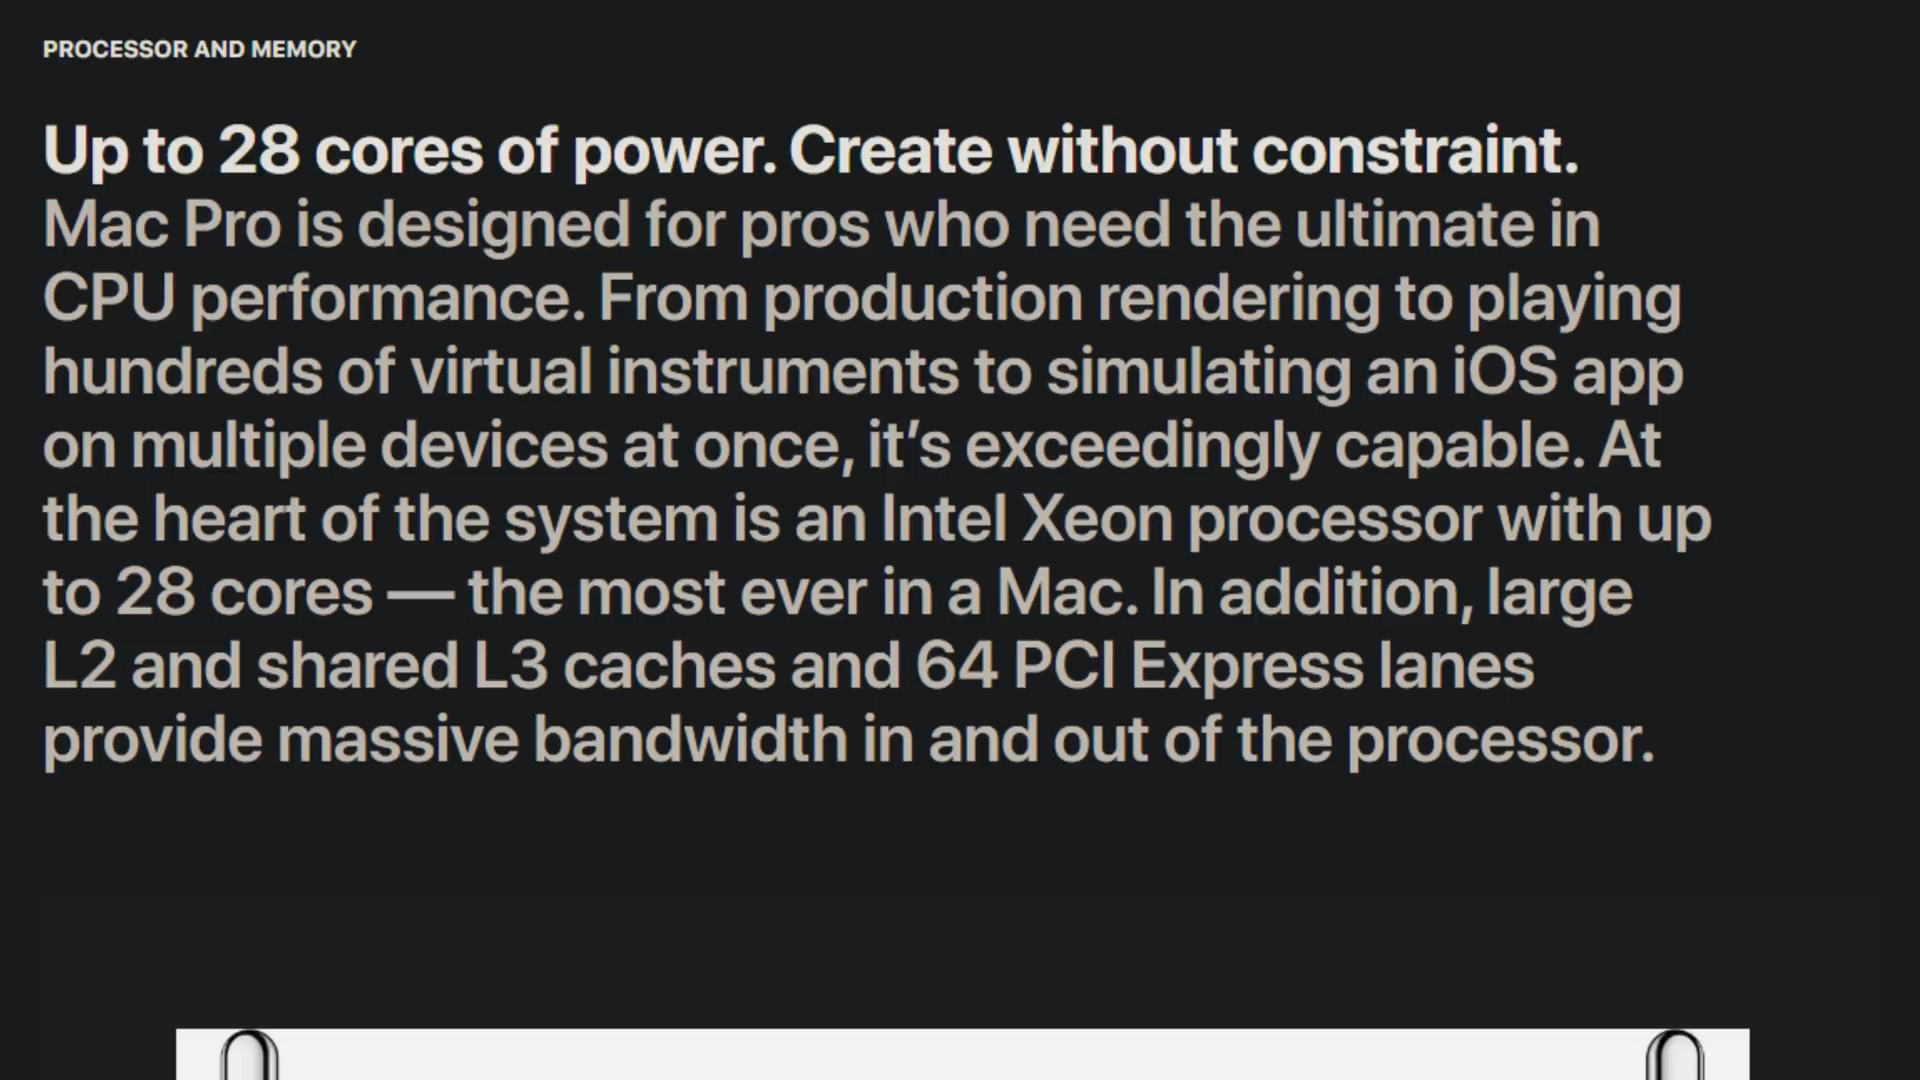 PROCESSOR AND MEMORY
Up to 28 cores of power. Create without constraint.
Mac Pro is designed for pros who need the ultimate in
CPU performance. From production rendering to playing
hundreds of virtual instruments to simulating an iOS app
on multiple devices at once, it’s exceedingly capable. At
the heart of the system is an Intel Xeon processor with up
to 28 cores — the most ever in a Mac. In addition, large
L2 and shared L3 caches and 64 PCI Express lanes
provide massive bandwidth in and out of the processor.